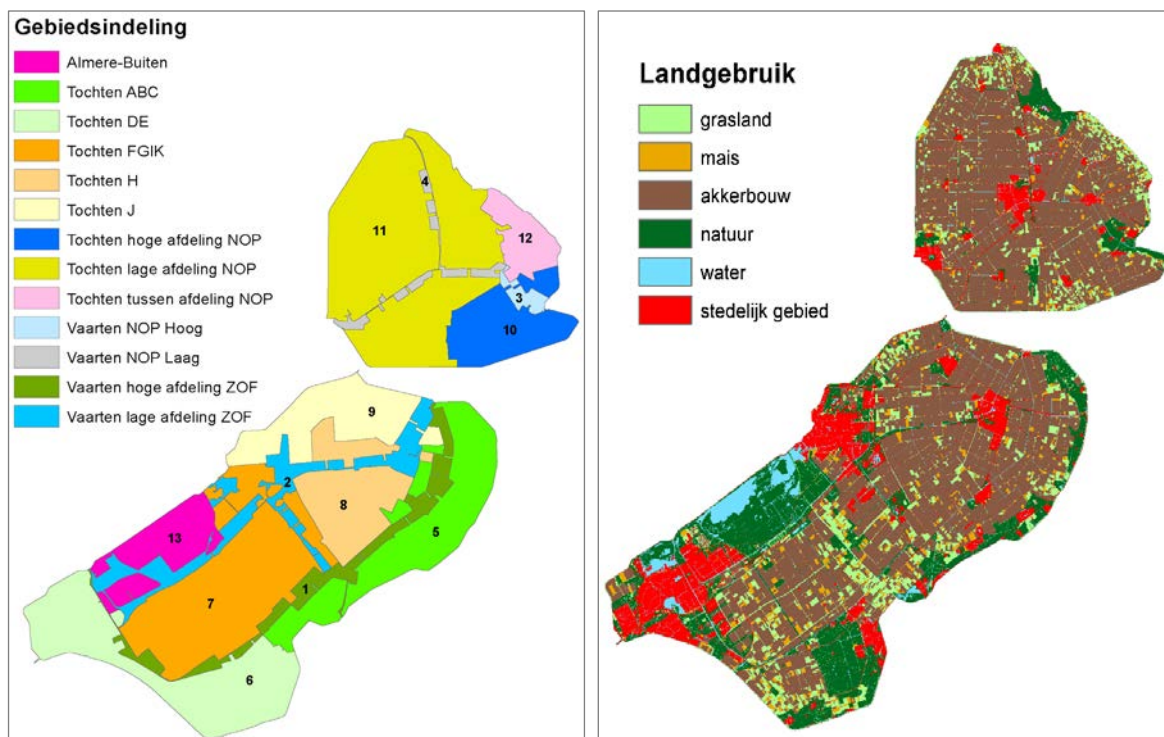 Gebiedsindeling
Almere-Buiten
Tochten ABC
Tochten DE
Tochten FGIK
Tochten H
Tochten J
Tochten hoge afdeling NOP
Tochten lage afdeling NOP
Tochten tussen afdeling NOP
Vaarten NOP Hoog
Vaarten NOP Laag
Vaarten hoge afdeling ZOF
Vaarten lage afdeling ZOF
4
11
12
3
10
9
2
8
13
5
7
1
6
Landgebruik
grasland
mais
akkerbouw
natuur
water
stedelijk gebied